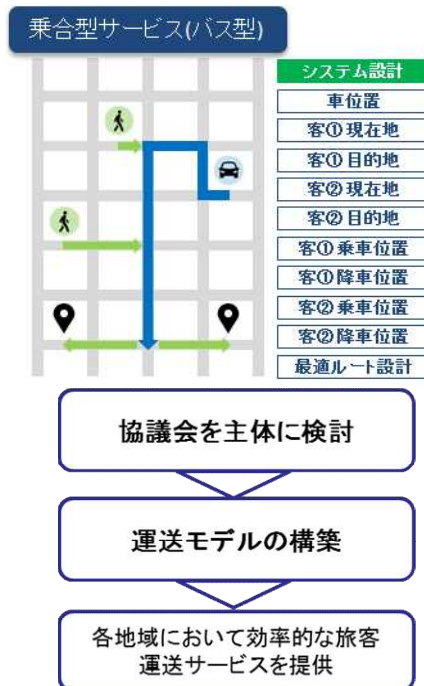 乗合型サービス(バス型)
システム設計
車位置
客①現在地
客①目的地
客②現在地
客②目的地
客①乗車位置
客①降車位置
客②乗車位置
客②降車位置
最適ルート設計
協議会を主体に検討
運送モデルの構築
各地域において効率的な旅客
運送サービスを提供